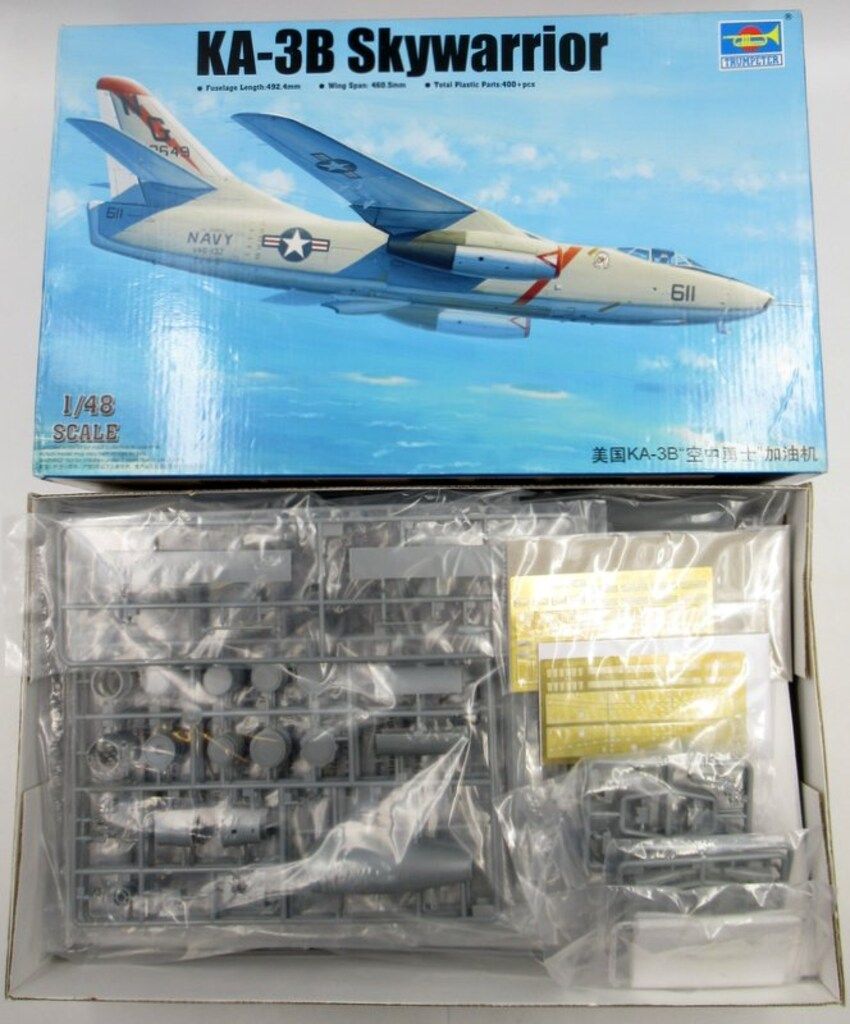 KA-3B Skywarrior
TRUMPETER
®
● Fuselage Length:492.4mm ● Wing Span: 460.5mm ● Total Plastic Parts:400+pcs
NG
611
NAVY
611
1/48
SCALE
美国KA-3B"空中勇士"加油机